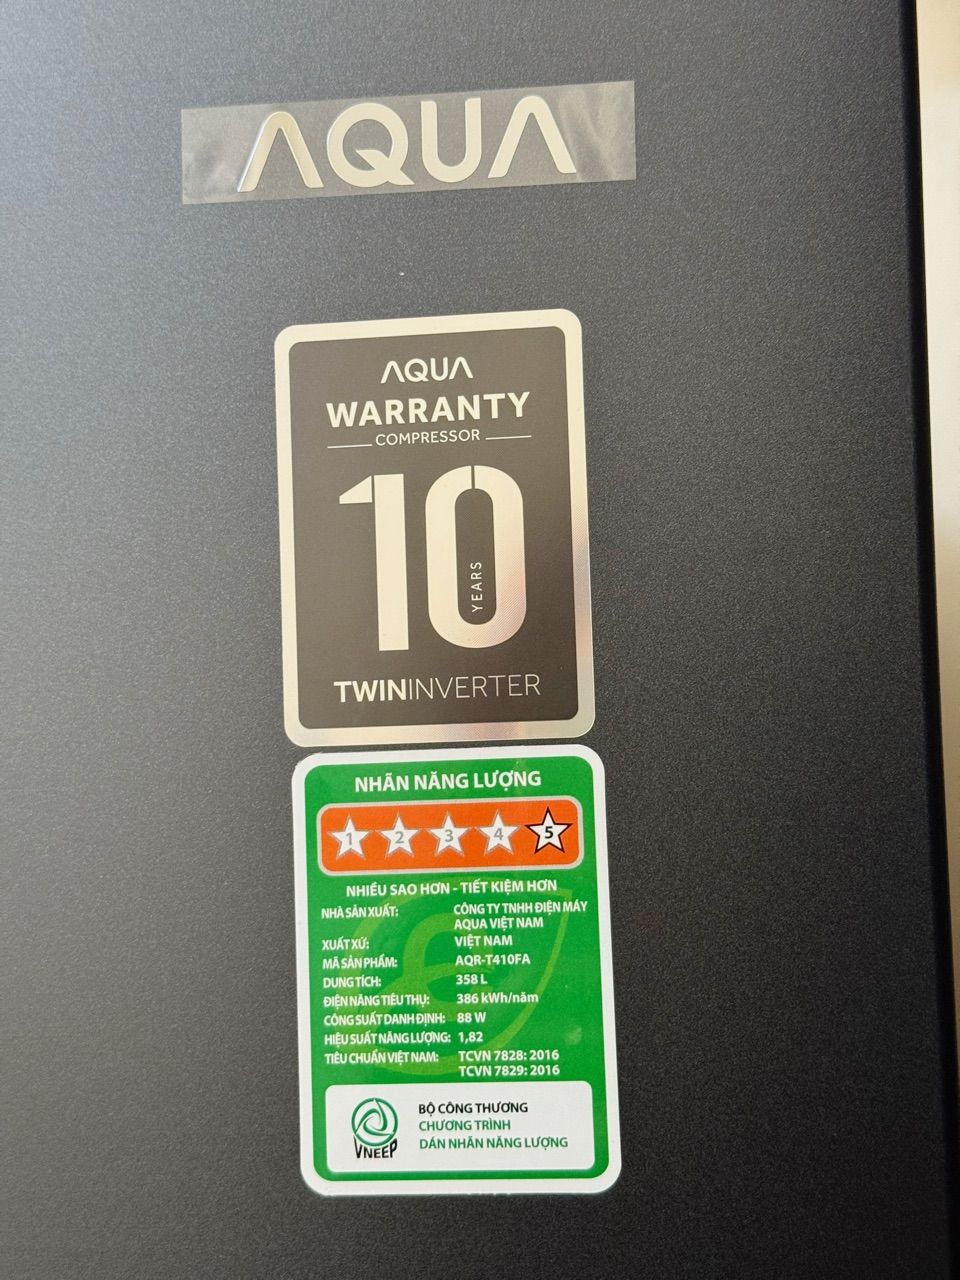 AQUA
AQUA
WARRANTY
COMPRESSOR
10
YEARS
TWININVERTER
NHÃN NĂNG LƯỢNG
1 2 3 4 5
NHIỀU SAO HƠN - TIẾT KIỆM HƠN
NHÀ SẢN XUẤT: CÔNG TY TNHH ĐIỆN MÁY
AQUA VIỆT NAM
XUẤT XỨ: VIỆT NAM
MÃ SẢN PHẨM: AQR-T410FA
DUNG TÍCH: 358 L
ĐIỆN NĂNG TIÊU THỤ: 386 kWh/năm
CÔNG SUẤT DANH ĐỊNH: 88 W
HIỆU SUẤT NĂNG LƯỢNG: 1,82
TIÊU CHUẨN VIỆT NAM: TCVN 7828: 2016
TCVN 7829: 2016
VNEEP
BỘ CÔNG THƯƠNG
CHƯƠNG TRÌNH
DÁN NHÃN NĂNG LƯỢNG